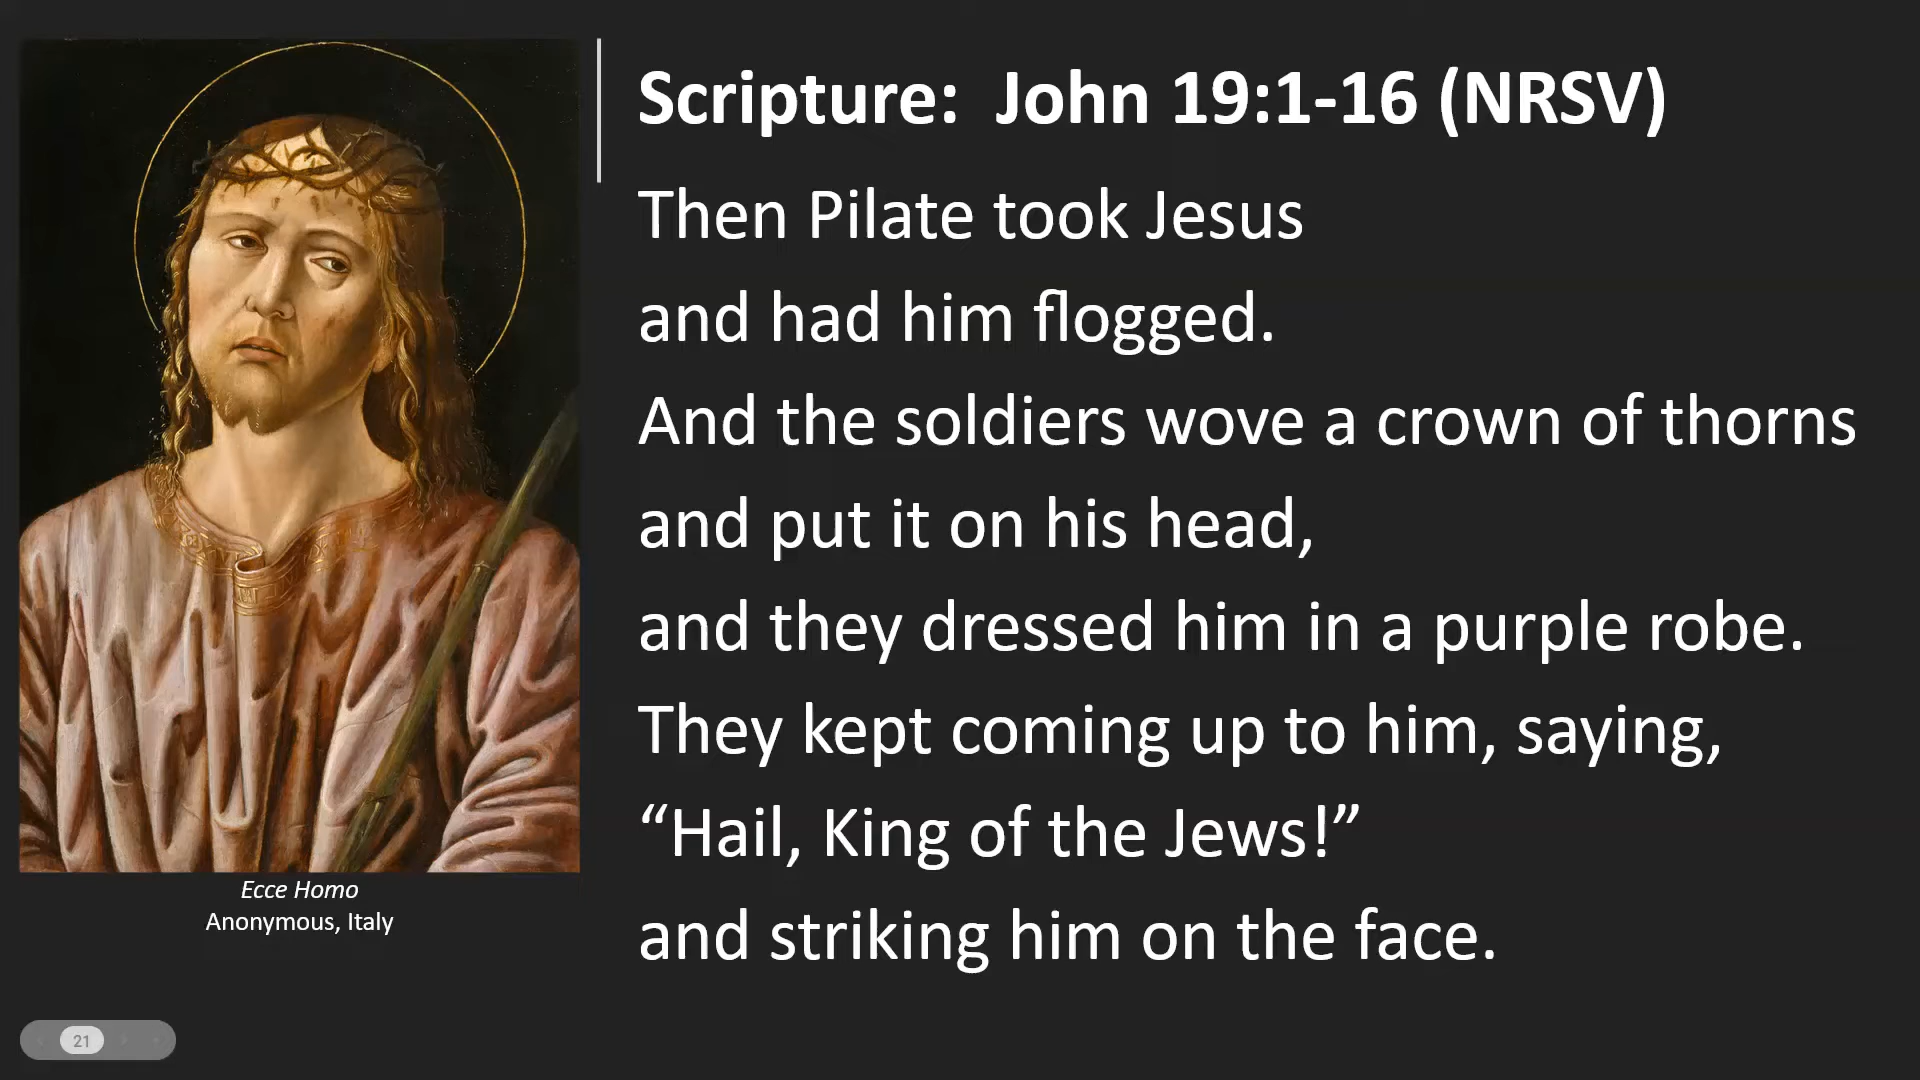 Scripture:  John 19:1-16 (NRSV)
Then Pilate took Jesus
and had him flogged.
And the soldiers wove a crown of thorns
and put it on his head,
and they dressed him in a purple robe.
They kept coming up to him, saying,
“Hail, King of the Jews!”
and striking him on the face.
Ecce Homo
Anonymous, Italy
21